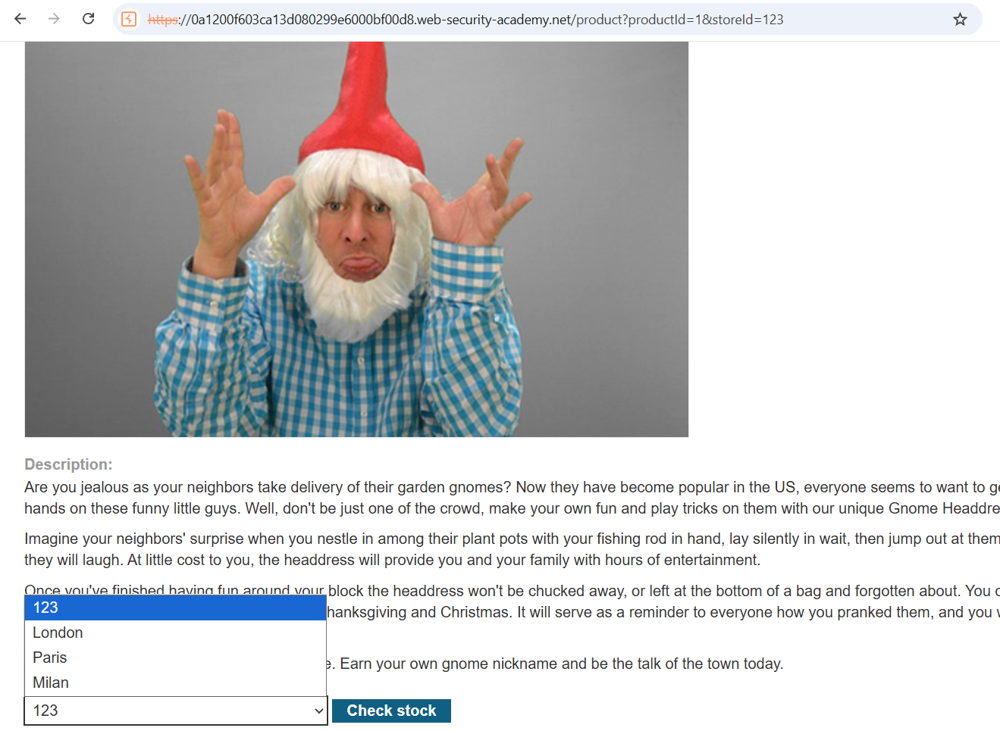 https://0a1200f603ca13d080299e6000bf00d8.web-security-academy.net/product?productId=1&storeId=123
Description:
Are you jealous as your neighbors take delivery of their garden gnomes? Now they have become popular in the US, everyone seems to want to
hands on these funny little guys. Well, don't be just one of the crowd, make your own fun and play tricks on them with our unique Gnome
Imagine your neighbors' surprise when you nestle in among their plant pots with your fishing rod in hand, lay silently in wait, then jump out at them
they will laugh. At little cost to you, the headdress will provide you and your family with hours of entertainment.
Once you've finished having fun around your block the headdress won't be chucked away, or left at the bottom of a bag and forgotten about. You
123
hanksgiving and Christmas. It will serve as a reminder to everyone how you pranked them, and you
London
Paris
. Earn your own gnome nickname and be the talk of the town today.
Milan
123
Check stock